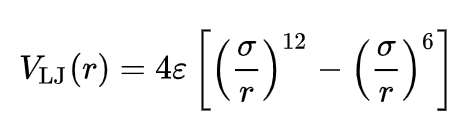 V_LJ(r) = 4ε [ (σ/r)^12 − (σ/r)^6 ]